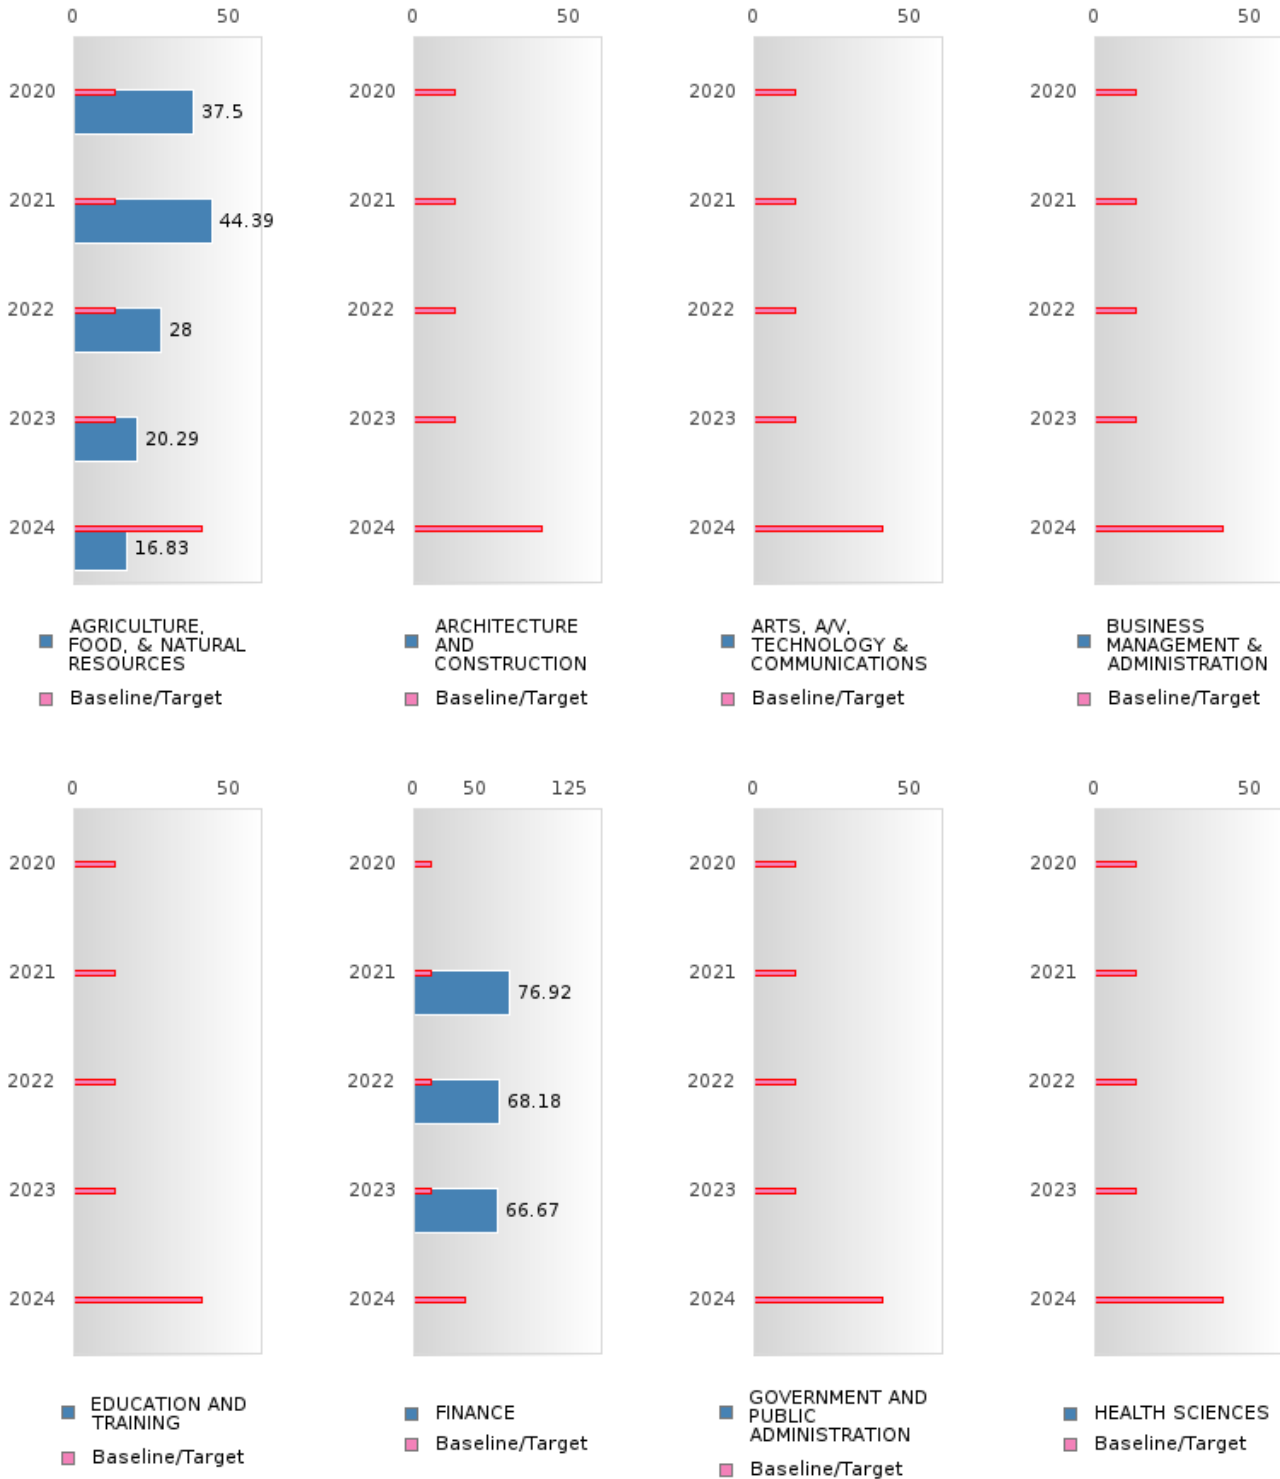 0 50
2020
37.5
2021
44.39
2022
28
2023
20.29
2024
16.83
AGRICULTURE,
FOOD, & NATURAL
RESOURCES
Baseline/Target
0 50
2020
2021
2022
2023
2024
ARCHITECTURE
AND
CONSTRUCTION
Baseline/Target
0 50
2020
2021
2022
2023
2024
ARTS, A/V,
TECHNOLOGY &
COMMUNICATIONS
Baseline/Target
0 50
2020
2021
2022
2023
2024
BUSINESS
MANAGEMENT &
ADMINISTRATION
Baseline/Target
0 50
2020
2021
2022
2023
2024
EDUCATION AND
TRAINING
Baseline/Target
0 50 125
2020
2021
76.92
2022
68.18
2023
66.67
2024
FINANCE
Baseline/Target
0 50
2020
2021
2022
2023
2024
GOVERNMENT AND
PUBLIC
ADMINISTRATION
Baseline/Target
0 50
2020
2021
2022
2023
2024
HEALTH SCIENCES
Baseline/Target